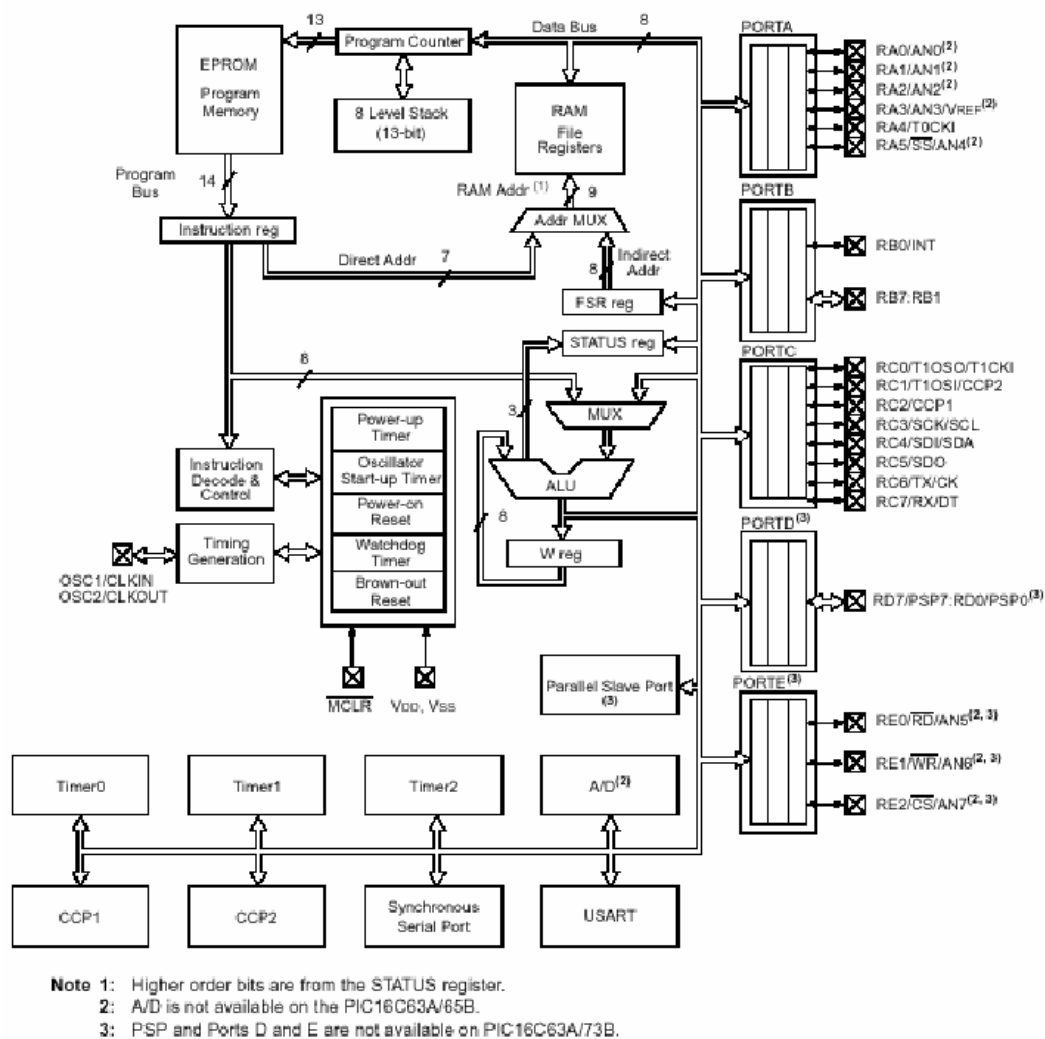 13
Data Bus
8
PORTA
EPROM
Program
Memory
Program Counter
8 Level Stack
(13-bit)
RAM
File
Registers
RA0/AN0(2)
RA1/AN1(2)
RA2/AN2(2)
RA3/AN3/VREF(2)
RA4/T0CKI
RA5/SS/AN4(2)
Program
Bus
14
RAM Addr (1)
9
PORTB
Instruction reg
Addr MUX
RB0/INT
Direct Addr
7
8
Indirect
Addr
FSR reg
RB7:RB1
STATUS reg
8
3
MUX
PORTC
RC0/T1OSO/T1CKI
RC1/T1OSI/CCP2
RC2/CCP1
RC3/SCK/SCL
RC4/SDI/SDA
RC5/SDO
RC6/TX/CK
RC7/RX/DT
Power-up
Timer
Oscillator
Start-up Timer
Power-on
Reset
Watchdog
Timer
Brown-out
Reset
Instruction
Decode &
Control
ALU
8
W reg
Timing
Generation
OSC1/CLKIN
OSC2/CLKOUT
PORTD(3)
RD7/PSP7:RD0/PSP0(3)
MCLR
VDD, VSS
Parallel Slave Port
(3)
PORTE(3)
RE0/RD/AN5(2, 3)
RE1/WR/AN6(2, 3)
RE2/CS/AN7(2, 3)
Timer0
Timer1
Timer2
A/D(2)
CCP1
CCP2
Synchronous
Serial Port
USART
Note 1: Higher order bits are from the STATUS register.
2: A/D is not available on the PIC16C63A/65B.
3: PSP and Ports D and E are not available on PIC16C63A/73B.